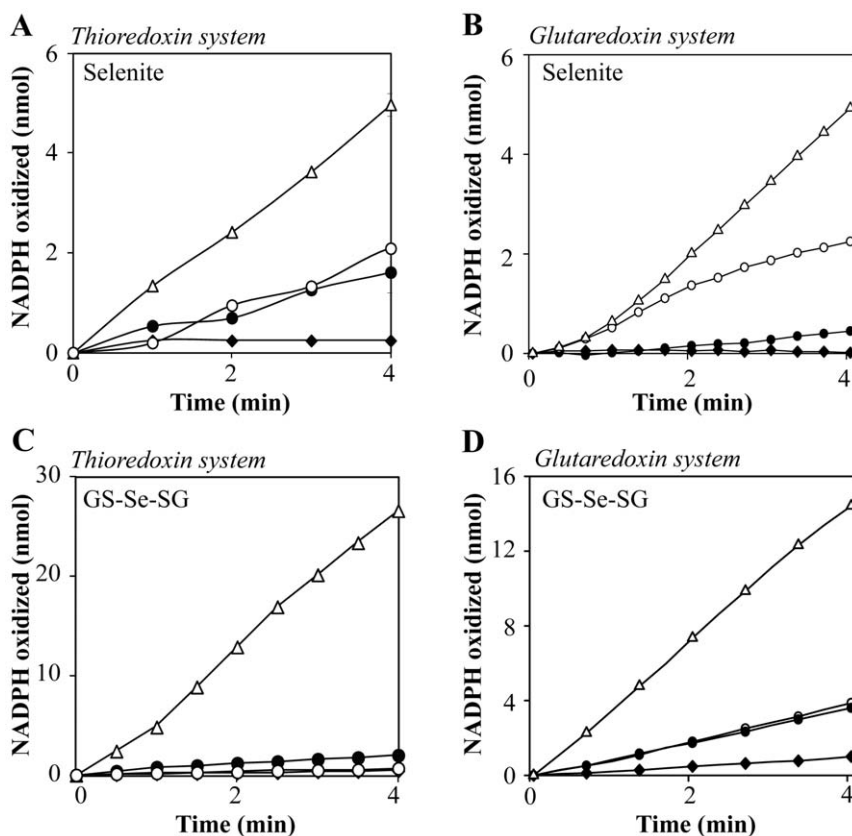 A
Thioredoxin system
Selenite
NADPH oxidized (nmol)
6
4
2
0
0
2
4
Time (min)
B
Glutaredoxin system
Selenite
NADPH oxidized (nmol)
6
4
2
0
0
2
4
Time (min)
C
Thioredoxin system
GS-Se-SG
NADPH oxidized (nmol)
30
20
10
0
0
2
4
Time (min)
D
Glutaredoxin system
GS-Se-SG
NADPH oxidized (nmol)
16
12
8
4
0
0
2
4
Time (min)